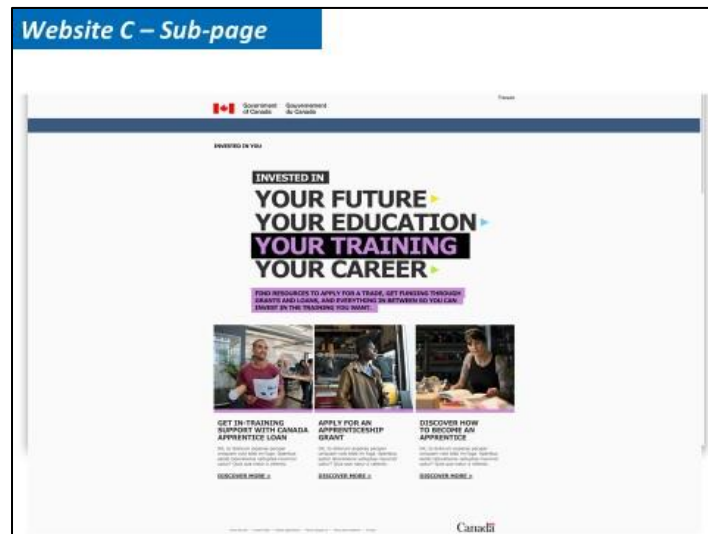 Website C – Sub-page
Français
Government Gouvernement
of Canada du Canada
INVESTED IN YOU
INVESTED IN
YOUR FUTURE
YOUR EDUCATION
YOUR TRAINING
YOUR CAREER
FIND RESOURCES TO APPLY FOR A TRADE, GET FUNDING THROUGH
GRANTS AND LOANS, AND EVERYTHING IN BETWEEN SO YOU CAN
INVEST IN THE TRAINING YOU WANT.
GET IN-TRAINING
SUPPORT WITH CANADA
APPRENTICE LOAN
APPLY FOR AN
APPRENTICESHIP
GRANT
DISCOVER HOW
TO BECOME AN
APPRENTICE
DISCOVER MORE >
DISCOVER MORE >
DISCOVER MORE >
Canada